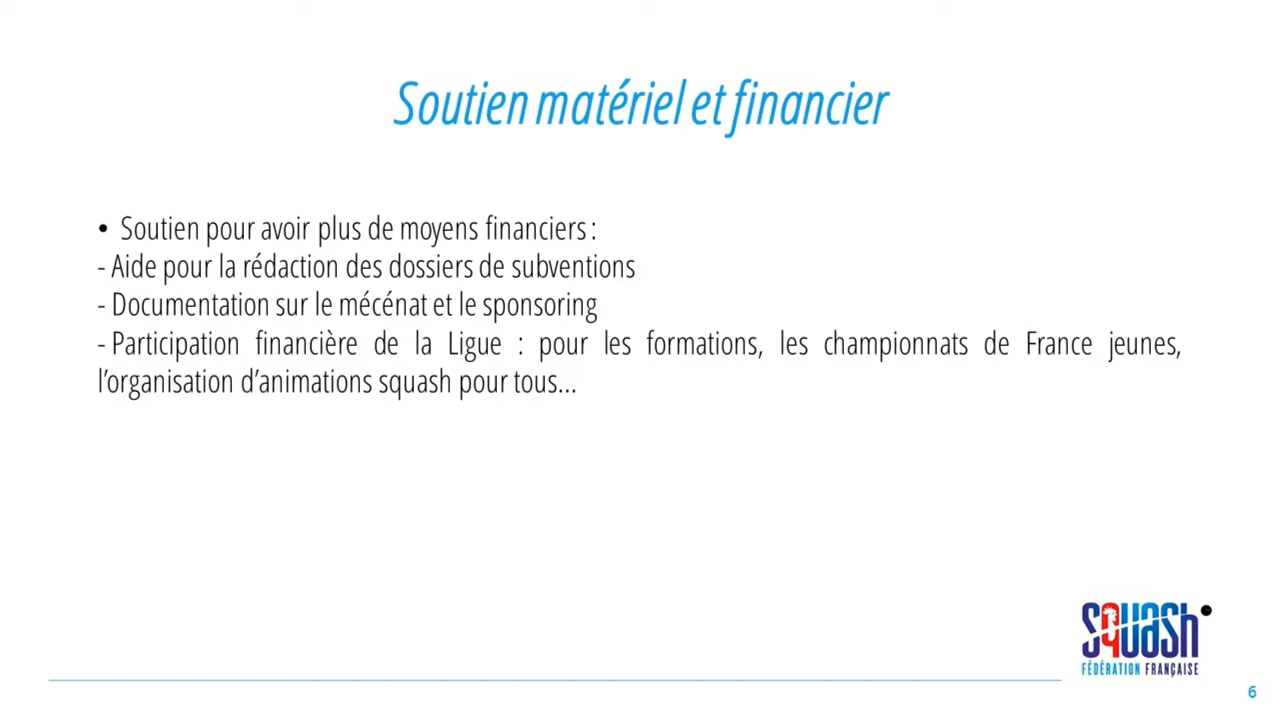 Soutien matériel et financier
• Soutien pour avoir plus de moyens financiers :
- Aide pour la rédaction des dossiers de subventions
- Documentation sur le mécénat et le sponsoring
- Participation financière de la Ligue : pour les formations, les championnats de France jeunes,
l’organisation d’animations squash pour tous...
squash
FÉDÉRATION FRANÇAISE
6